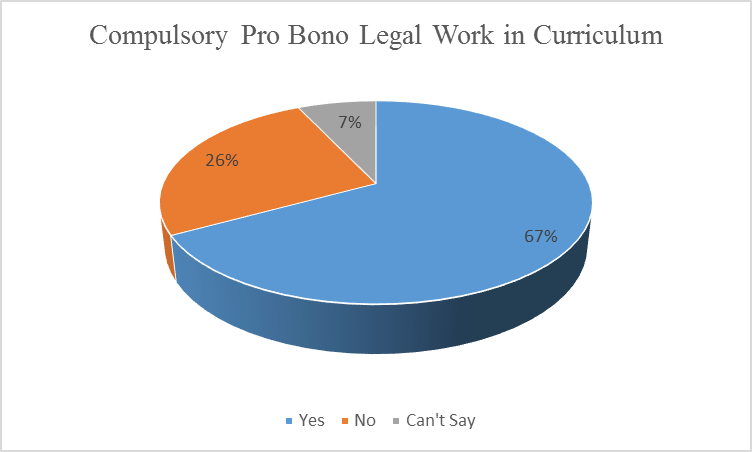 Compulsory Pro Bono Legal Work in Curriculum
7%
26%
67%
Yes No Can't Say